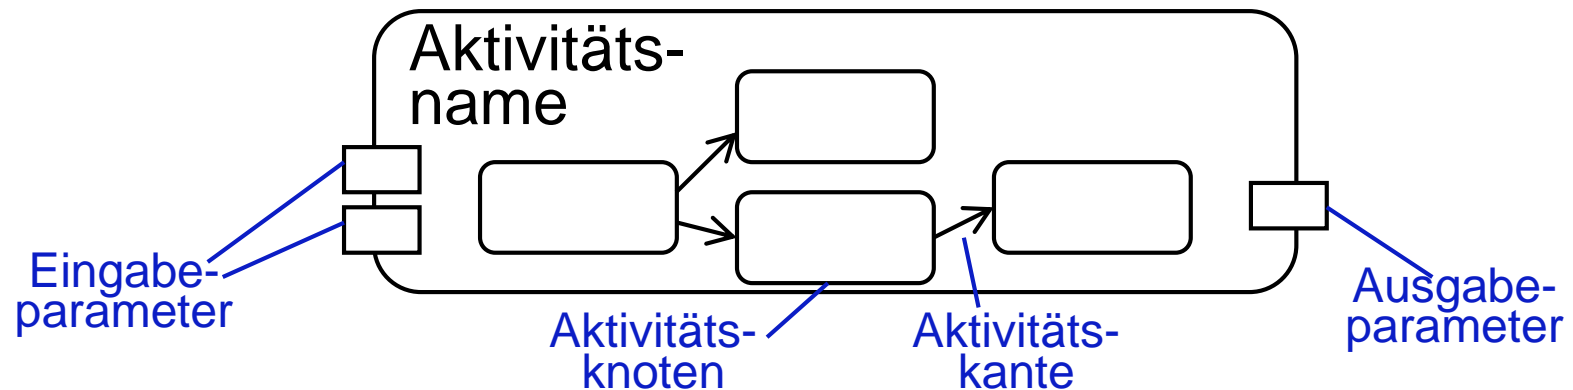 Aktivitäts-
name
Eingabe-
parameter
Aktivitäts-
knoten
Aktivitäts-
kante
Ausgabe-
parameter